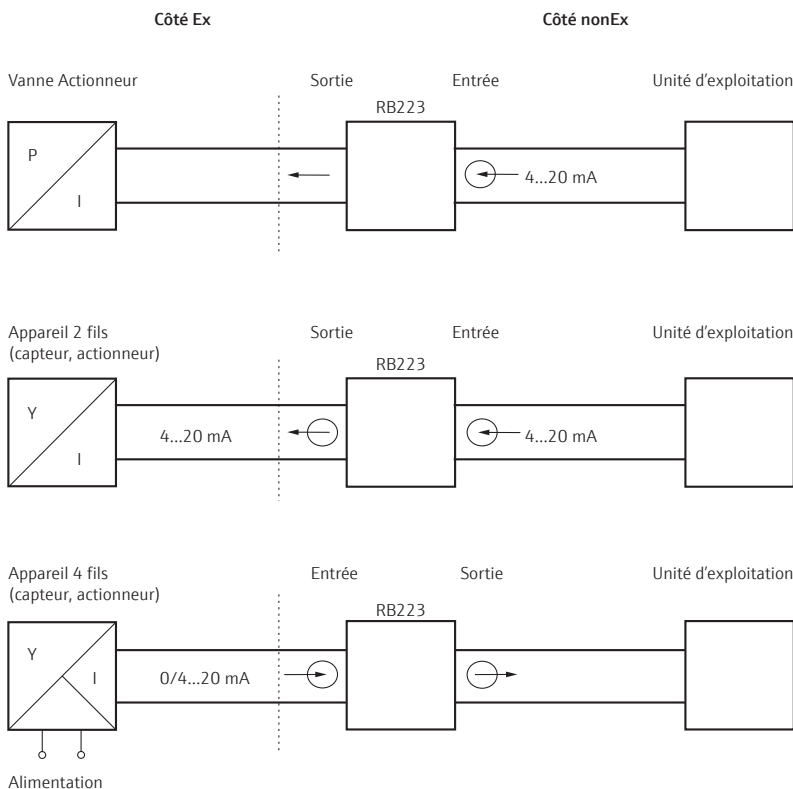 Côté Ex
Côté nonEx
Vanne Actionneur
Sortie
Entrée
Unité d'exploitation
RB223
P
I
4...20 mA
Appareil 2 fils
(capteur, actionneur)
Sortie
Entrée
Unité d'exploitation
RB223
Y
I
4...20 mA
4...20 mA
Appareil 4 fils
(capteur, actionneur)
Entrée
Sortie
Unité d'exploitation
RB223
Y
I
0/4...20 mA
Alimentation